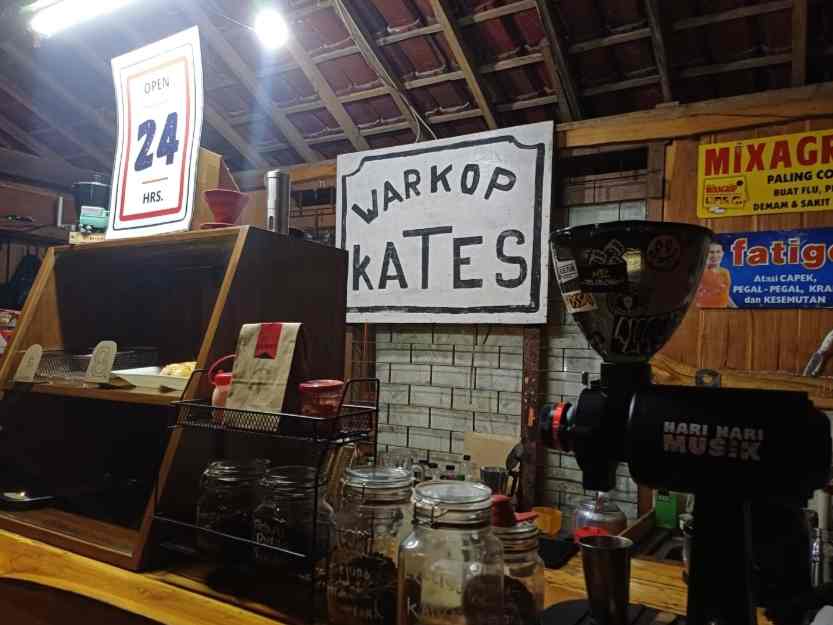 OPEN
24
HRS.
WARKOP
KATES
MIXAGR
PALING CO
BUAT FLU, P
DEMAM & SAKIT
fatig
Atasi CAPEK,
PEGAL-PEGAL, KRA
dan KESEMUTAN
HARI HARI
MUSIK